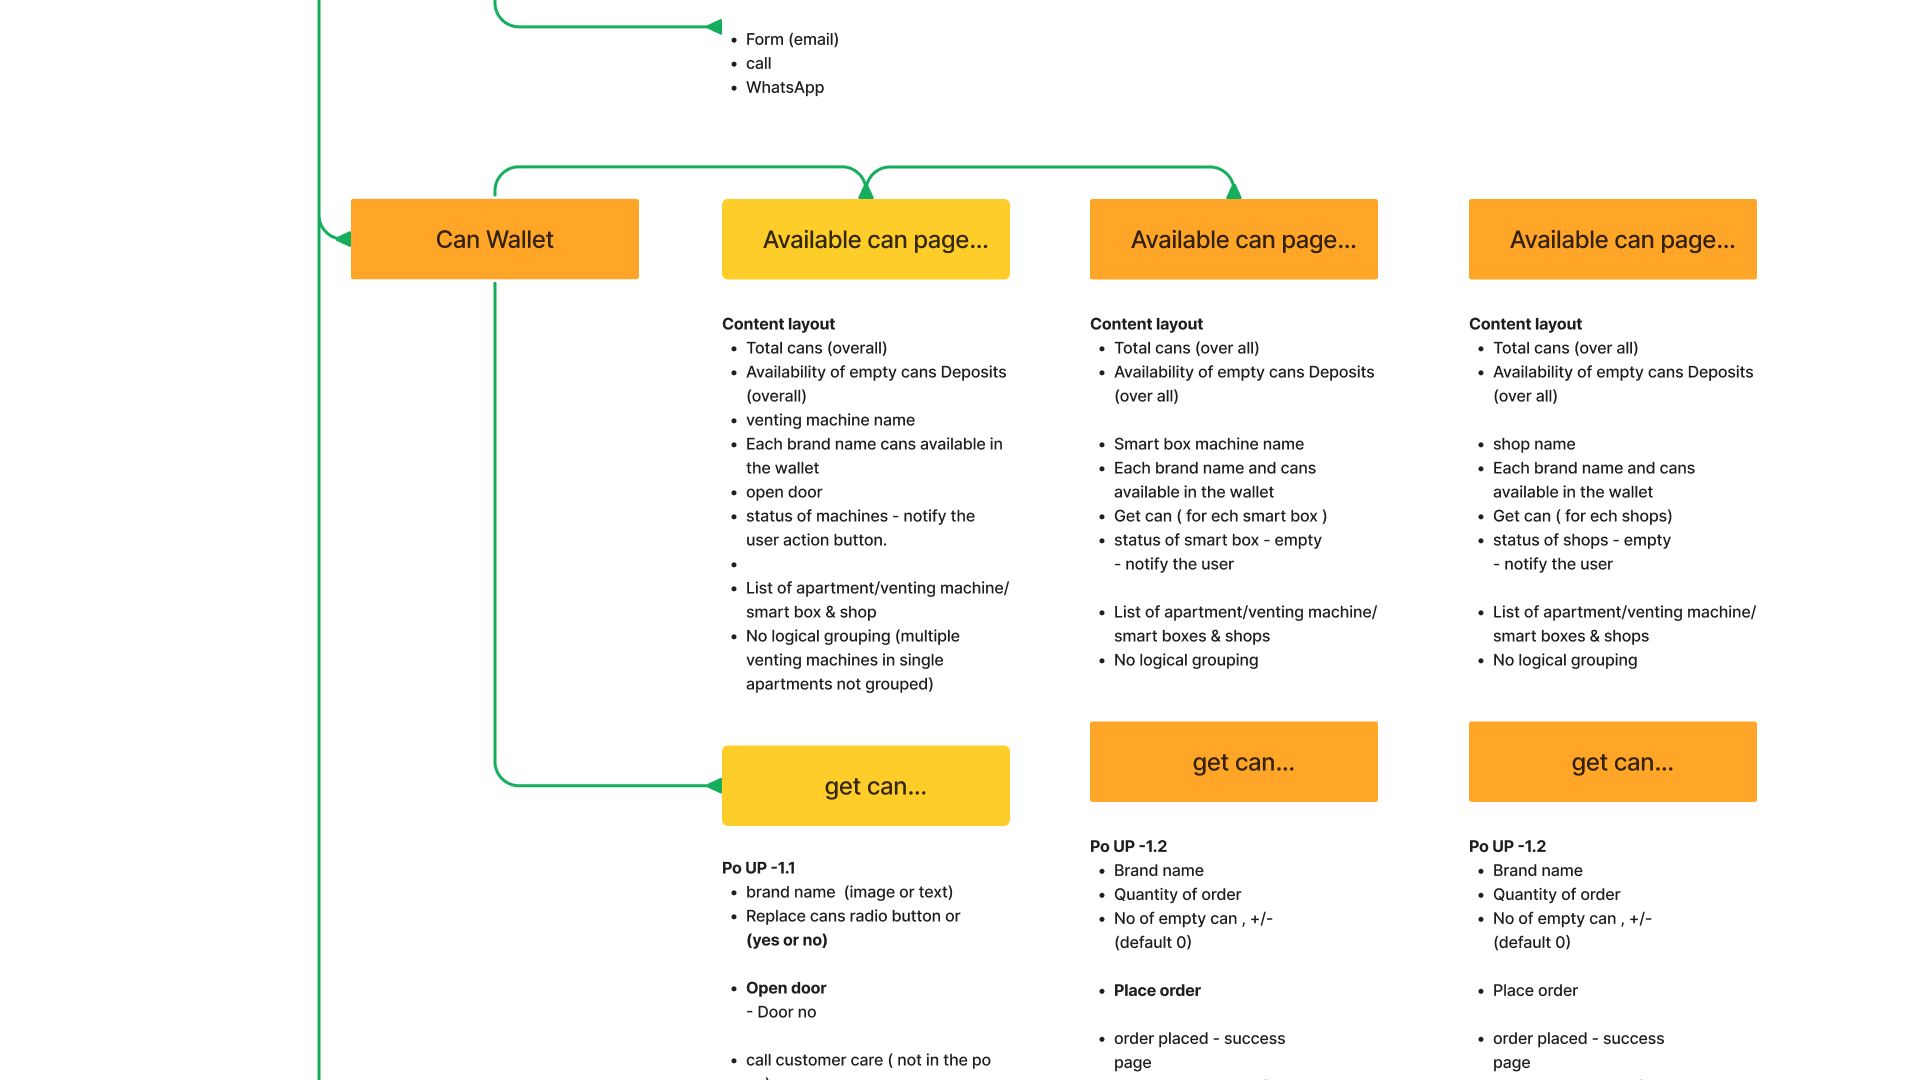 Form (email)
call
WhatsApp
Can Wallet
Available can page...
Available can page...
Available can page...
Content layout
Total cans (overall)
Availability of empty cans Deposits
(overall)
venting machine name
Each brand name cans available in
the wallet
open door
status of machines - notify the
user action button.
List of apartment/venting machine/
smart box & shop
No logical grouping (multiple
venting machines in single
apartments not grouped)
Content layout
Total cans (over all)
Availability of empty cans Deposits
(over all)
Smart box machine name
Each brand name and cans
available in the wallet
Get can ( for ech smart box )
status of smart box - empty
- notify the user
List of apartment/venting machine/
smart boxes & shops
No logical grouping
Content layout
Total cans (over all)
Availability of empty cans Deposits
(over all)
shop name
Each brand name and cans
available in the wallet
Get can ( for ech shops)
status of shops - empty
- notify the user
List of apartment/venting machine/
smart boxes & shops
No logical grouping
get can...
get can...
get can...
Po UP -1.1
brand name  (image or text)
Replace cans radio button or
(yes or no)
Open door
- Door no
call customer care ( not in the po
Po UP -1.2
Brand name
Quantity of order
No of empty can , +/-
(default 0)
Place order
order placed - success
page
Po UP -1.2
Brand name
Quantity of order
No of empty can , +/-
(default 0)
Place order
order placed - success
page